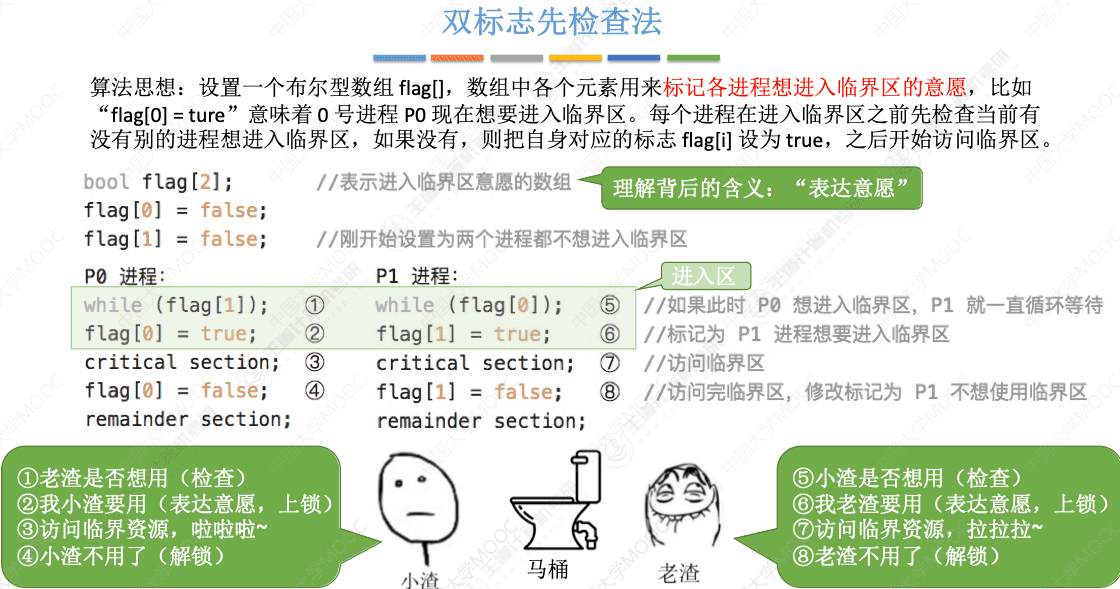 双标志先检查法
算法思想：设置一个布尔型数组 flag[]，数组中各个元素用来标记各进程想进入临界区的意愿，比如
“flag[0] = ture”意味着 0 号进程 P0 现在想要进入临界区。每个进程在进入临界区之前先检查当前有
没有别的进程想进入临界区，如果没有，则把自身对应的标志 flag[i] 设为 true，之后开始访问临界区。
bool flag[2]; //表示进入临界区意愿的数组
理解背后的含义：“表达意愿”
flag[0] = false;
flag[1] = false; //刚开始设置为两个进程都不想进入临界区
P0 进程: P1 进程: 进入区
while (flag[1]); ① while (flag[0]); ⑤ //如果此时 P0 想进入临界区，P1 就一直循环等待
flag[0] = true; ② flag[1] = true; ⑥ //标记为 P1 进程想要进入临界区
critical section; ③ critical section; ⑦ //访问临界区
flag[0] = false; ④ flag[1] = false; ⑧ //访问完临界区，修改标记为 P1 不想使用临界区
remainder section; remainder section;
①老渣是否想用（检查）
②我小渣要用（表达意愿，上锁）
③访问临界资源，啦啦啦~
④小渣不用了（解锁）
小渣
马桶
老渣
⑤小渣是否想用（检查）
⑥我老渣要用（表达意愿，上锁）
⑦访问临界资源，拉拉拉~
⑧老渣不用了（解锁）